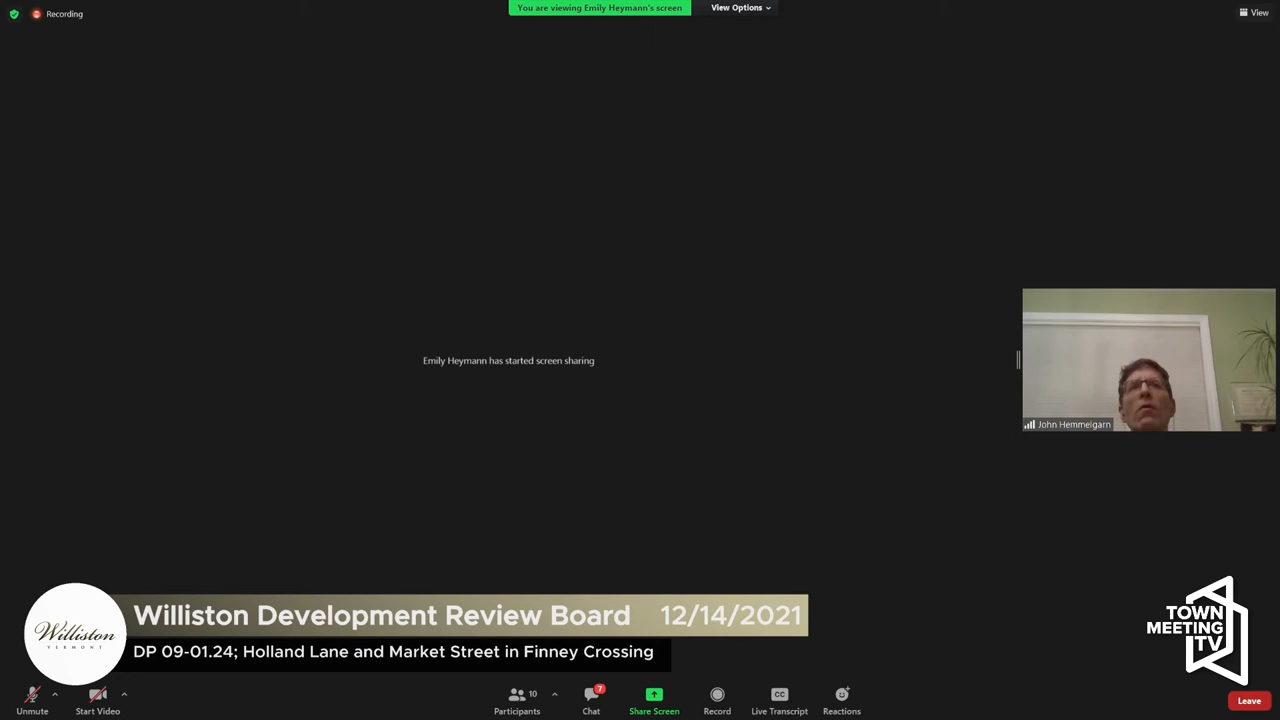 Recording
You are viewing Emily Heymann's screen
View Options
View
Emily Heymann has started screen sharing
John Hemmelgarn
Williston Development Review Board 12/14/2021
DP 09-01.24; Holland Lane and Market Street in Finney Crossing
Williston
VERMONT
TOWN
MEETING
TV
Unmute
Start Video
10
Participants
7
Chat
Share Screen
Record
CC
Live Transcript
Reactions
Leave